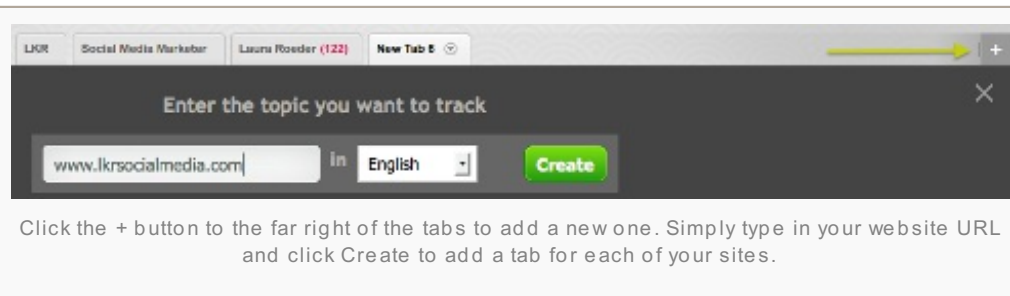 LKR Social Media Marketer Laura Roeder (122) New Tab 5 +
Enter the topic you want to track
www.lkrsocialmedia.com in English Create
Click the + button to the far right of the tabs to add a new one. Simply type in your website URL
and click Create to add a tab for each of your sites.